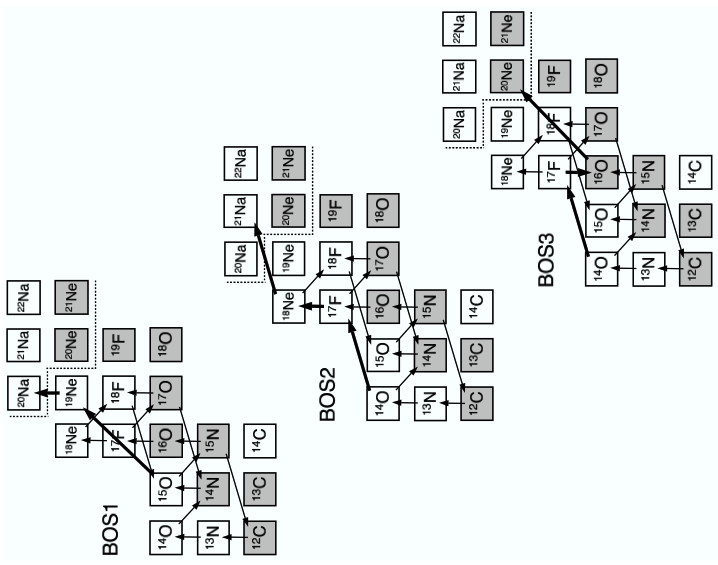 BOS1
20Na 21Na 22Na
18Ne 19Ne 20Ne 21Ne
17F 18F 19F
14O 15O 16O 17O 18O
13N 14N 15N
12C 13C 14C
BOS2
20Na 21Na 22Na
18Ne 19Ne 20Ne 21Ne
17F 18F 19F
14O 15O 16O 17O 18O
13N 14N 15N
12C 13C 14C
BOS3
20Na 21Na 22Na
18Ne 19Ne 20Ne 21Ne
17F 18F 19F
14O 15O 16O 17O 18O
13N 14N 15N
12C 13C 14C